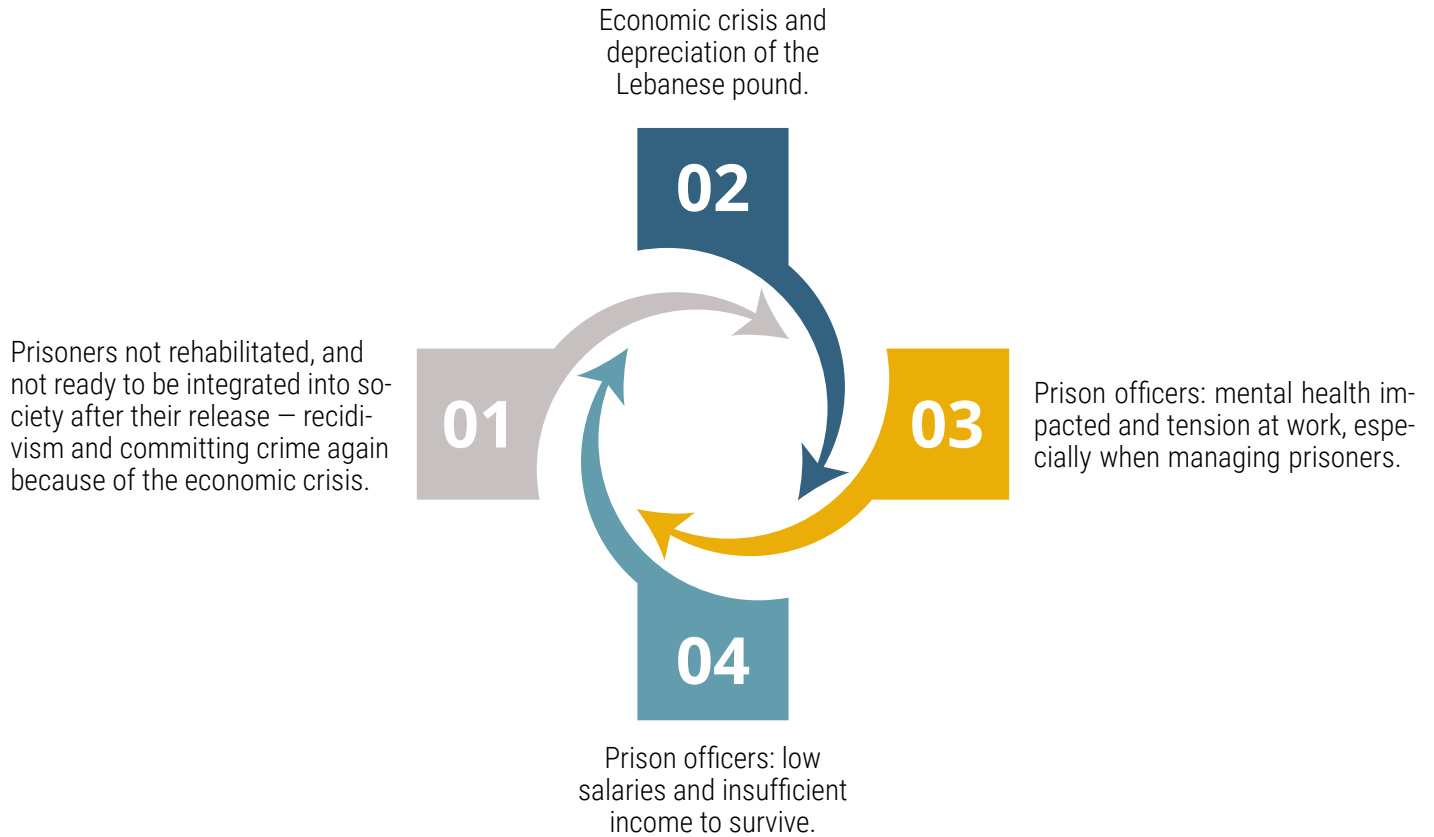 Economic crisis and
depreciation of the
Lebanese pound.
02
Prisoners not rehabilitated, and
not ready to be integrated into so-
ciety after their release — recidi-
vism and committing crime again
because of the economic crisis.
01
03
Prison officers: mental health im-
pacted and tension at work, espe-
cially when managing prisoners.
04
Prison officers: low
salaries and insufficient
income to survive.